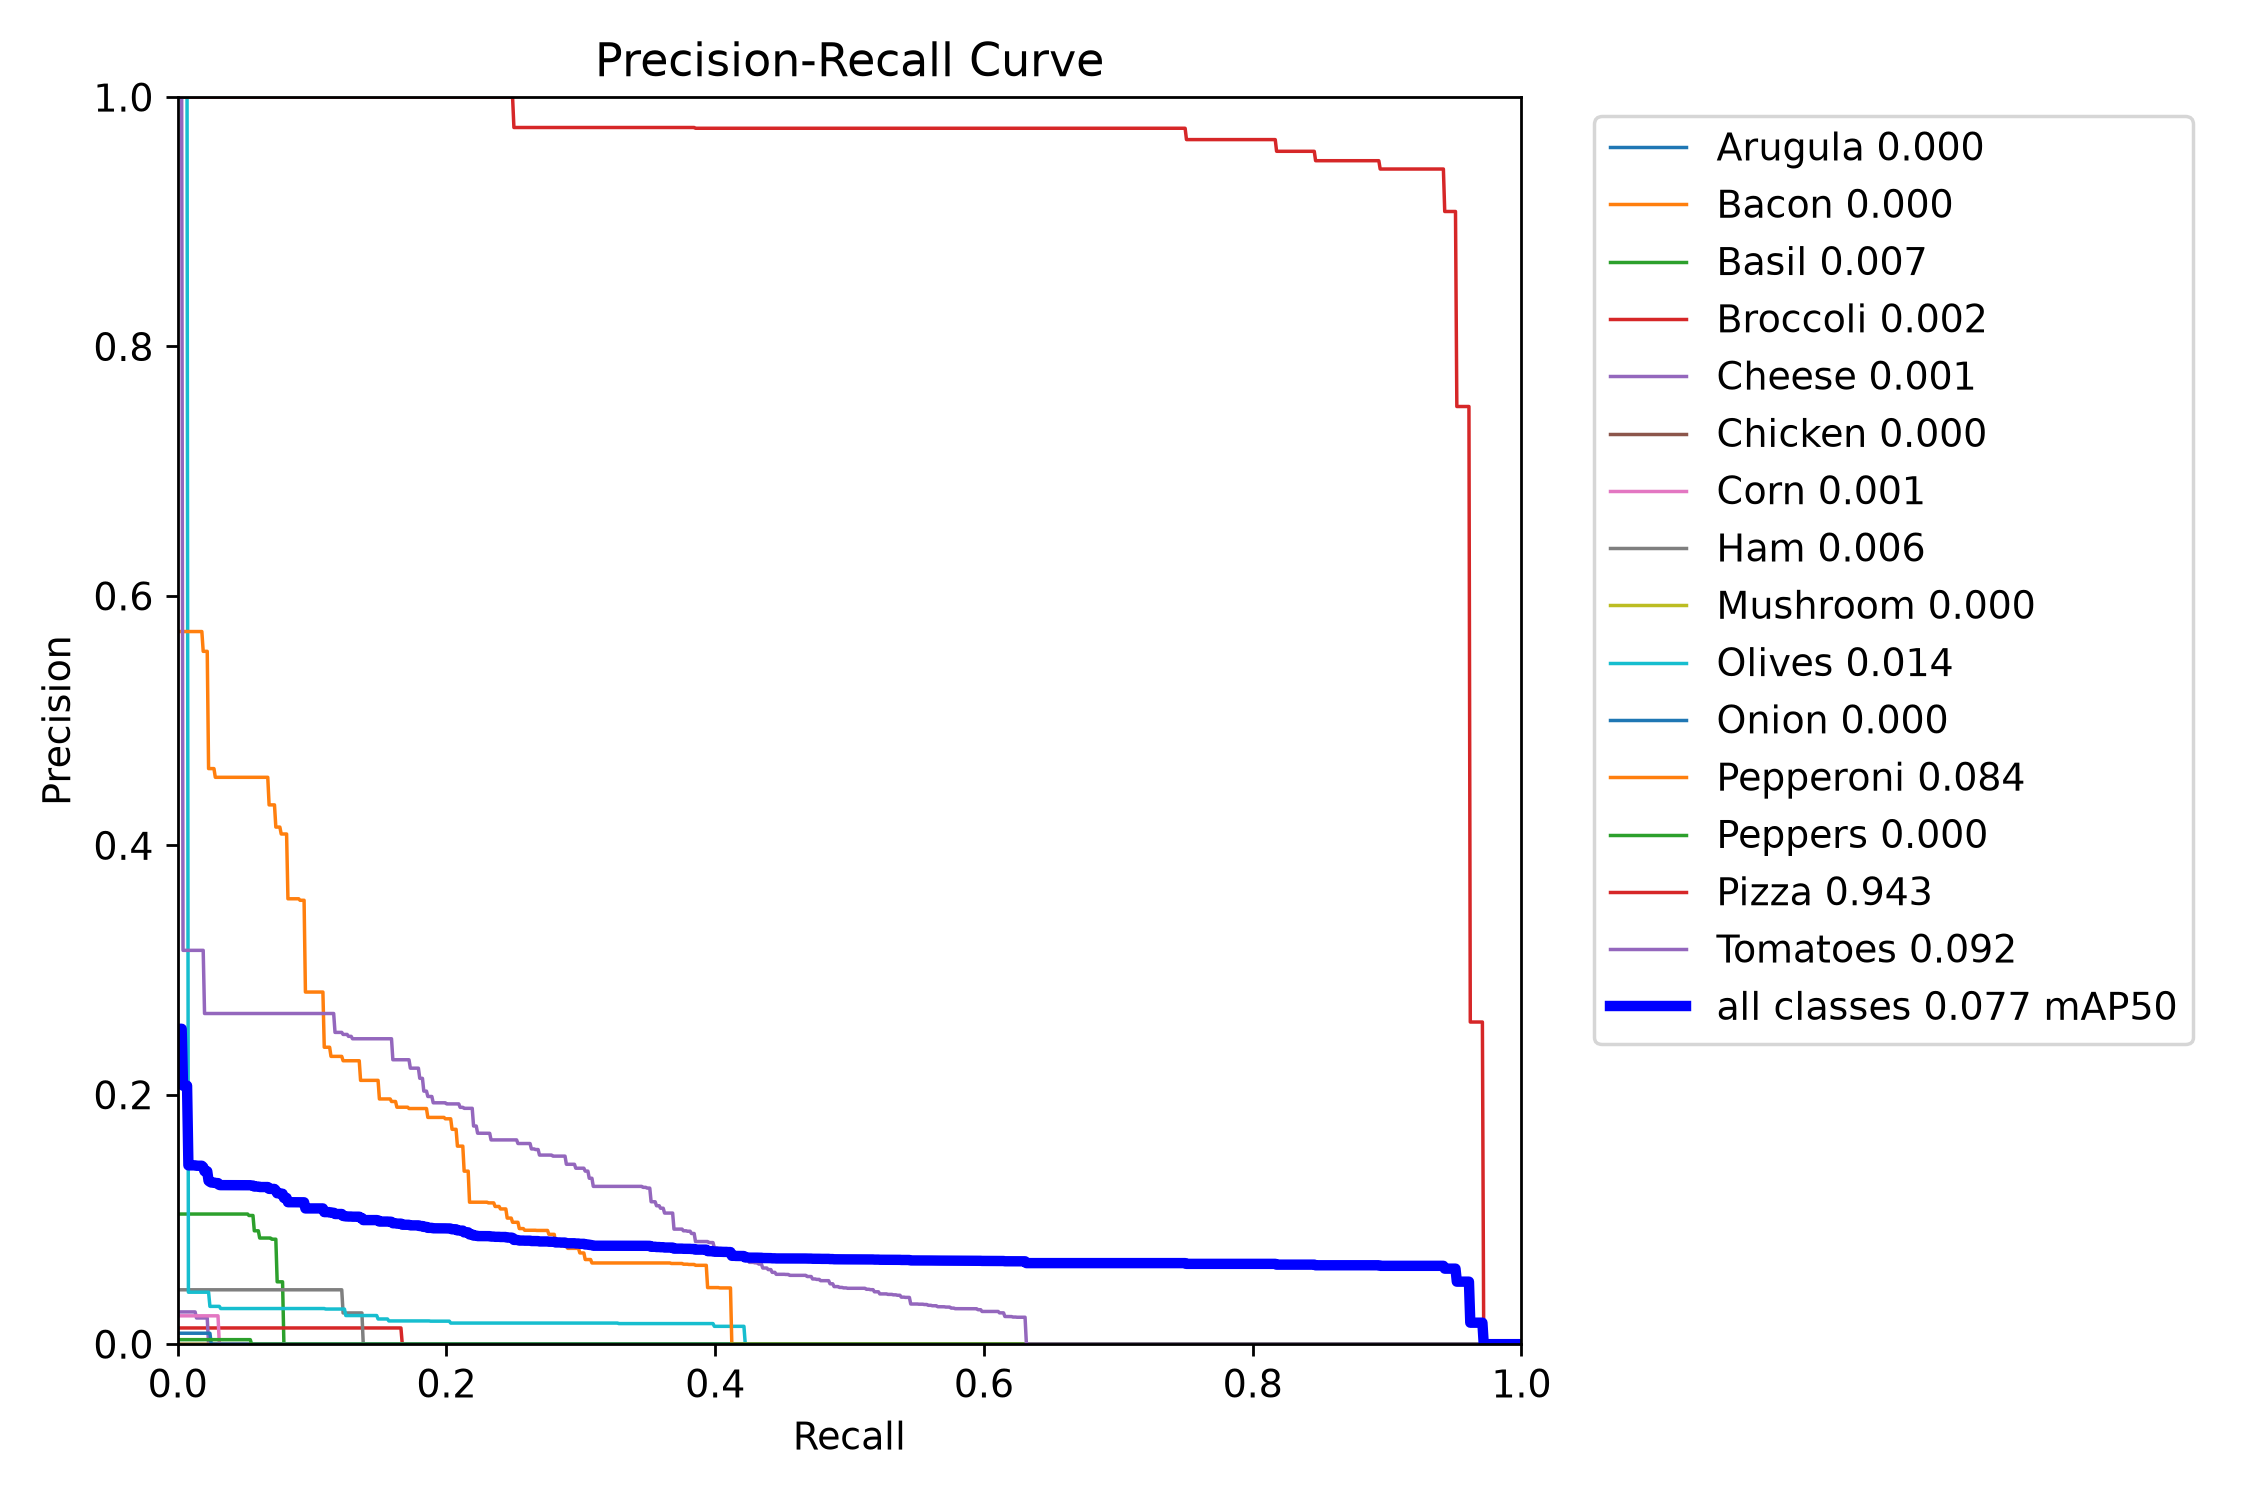 Precision-Recall Curve
1.0
0.8
0.6
0.4
0.2
0.0
Precision
0.0 0.2 0.4 0.6 0.8 1.0
Recall
Arugula 0.000
Bacon 0.000
Basil 0.007
Broccoli 0.002
Cheese 0.001
Chicken 0.000
Corn 0.001
Ham 0.006
Mushroom 0.000
Olives 0.014
Onion 0.000
Pepperoni 0.084
Peppers 0.000
Pizza 0.943
Tomatoes 0.092
all classes 0.077 mAP50